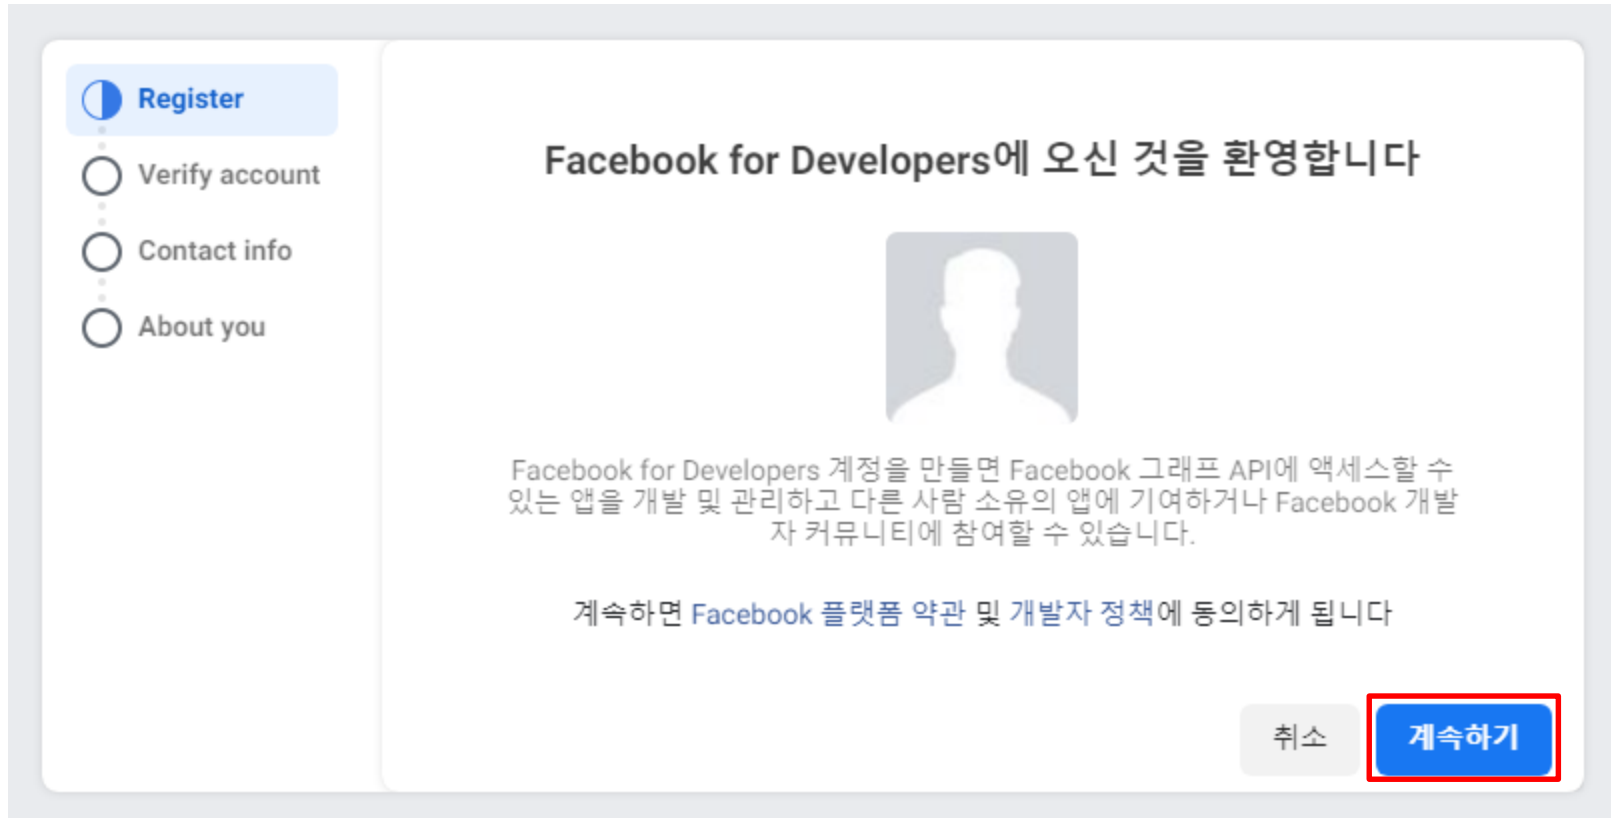 Register
Verify account
Contact info
About you
Facebook for Developers에 오신 것을 환영합니다
Facebook for Developers 계정을 만들면 Facebook 그래프 API에 액세스할 수
있는 앱을 개발 및 관리하고 다른 사람 소유의 앱에 기여하거나 Facebook 개발
자 커뮤니티에 참여할 수 있습니다.
계속하면 Facebook 플랫폼 약관 및 개발자 정책에 동의하게 됩니다
취소
계속하기